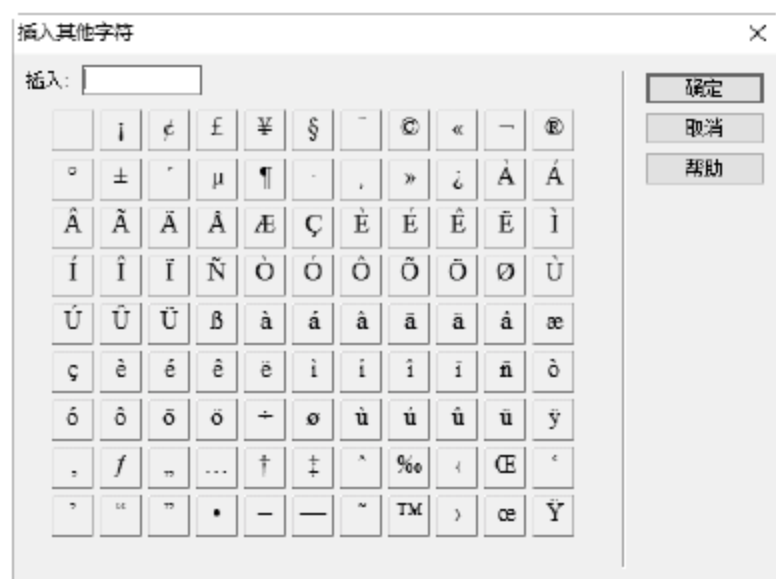 插入其他字符
插入:
确定
¡ ¢ £ ¥ § ¨ © « ¬ ®
取消
° ± ´ µ ¶ · ¸ » ¿ À Á
帮助
Â Ã Ä Å Æ Ç È É Ê Ë Ì
Í Î Ï Ñ Ò Ó Ô Õ Ö Ø Ù
Ú Û Ü ß à á â ã ä å æ
ç è é ê ë ì í î ï ñ ò
ó ô õ ö ÷ ø ù ú û ü ÿ
‚ ƒ „ … † ‡ ˆ ‰ ‹ Œ ‘
’ “ ” • – — ˜ ™ › œ Ÿ